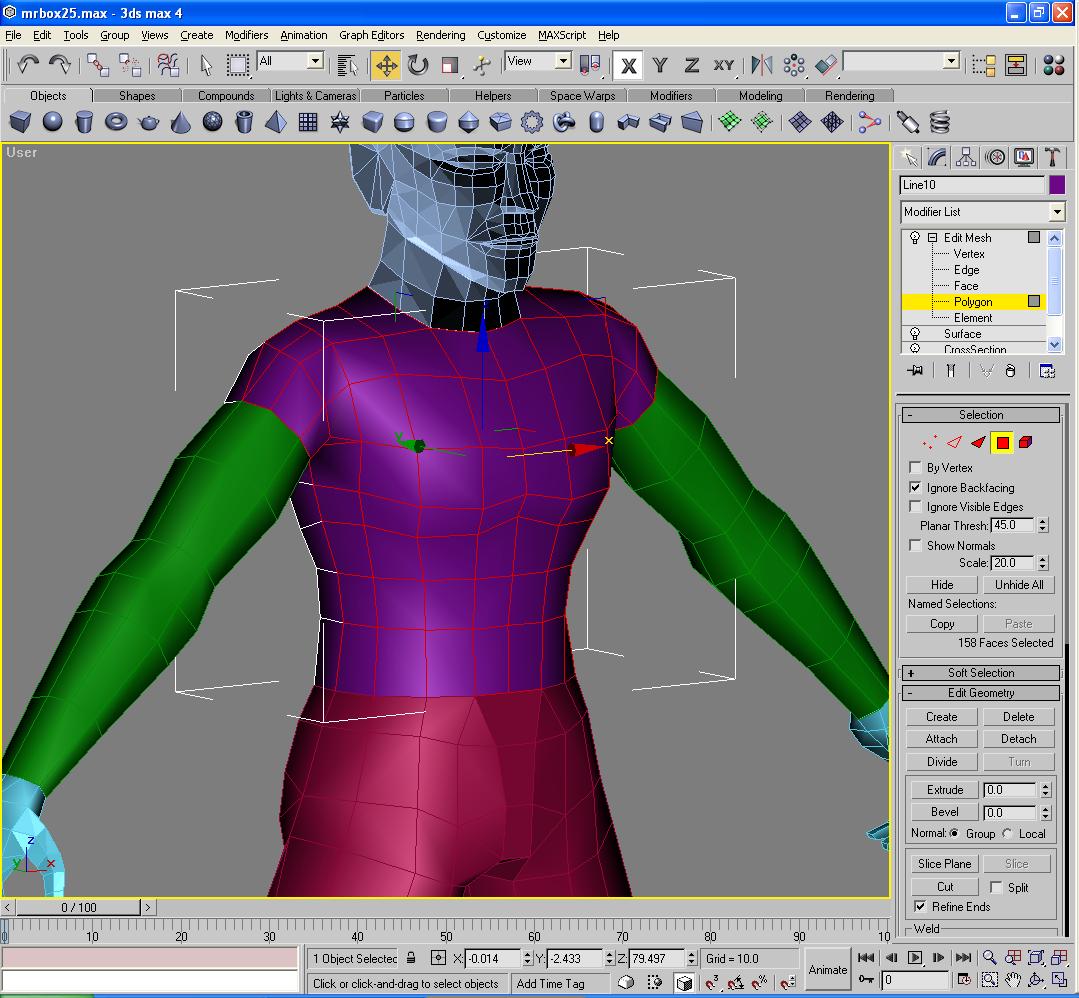 mrbox25.max - 3ds max 4
File Edit Tools Group Views Create Modifiers Animation Graph Editors Rendering Customize MAXScript Help
All View X Y Z XY
Objects Shapes Compounds Lights & Cameras Particles Helpers Space Warps Modifiers Modeling Rendering
User
Line10
Modifier List
Edit Mesh
Vertex
Edge
Face
Polygon
Element
Surface
CrossSection
- Selection
By Vertex
Ignore Backfacing
Ignore Visible Edges
Planar Thresh: 45.0
Show Normals
Scale: 20.0
Hide Unhide All
Named Selections:
Copy Paste
158 Faces Selected
+ Soft Selection
- Edit Geometry
Create Delete
Attach Detach
Divide Turn
Extrude 0.0
Bevel 0.0
Normal: Group Local
Slice Plane Slice
Cut Split
Refine Ends
Weld
y
x
z
y x
< 0 / 100 >
0 10 20 30 40 50 60 70 80 90 10
1 Object Selected X: -0.014 Y: -2.433 Z: 79.497 Grid = 10.0
Animate
0
Click or click-and-drag to select objects Add Time Tag